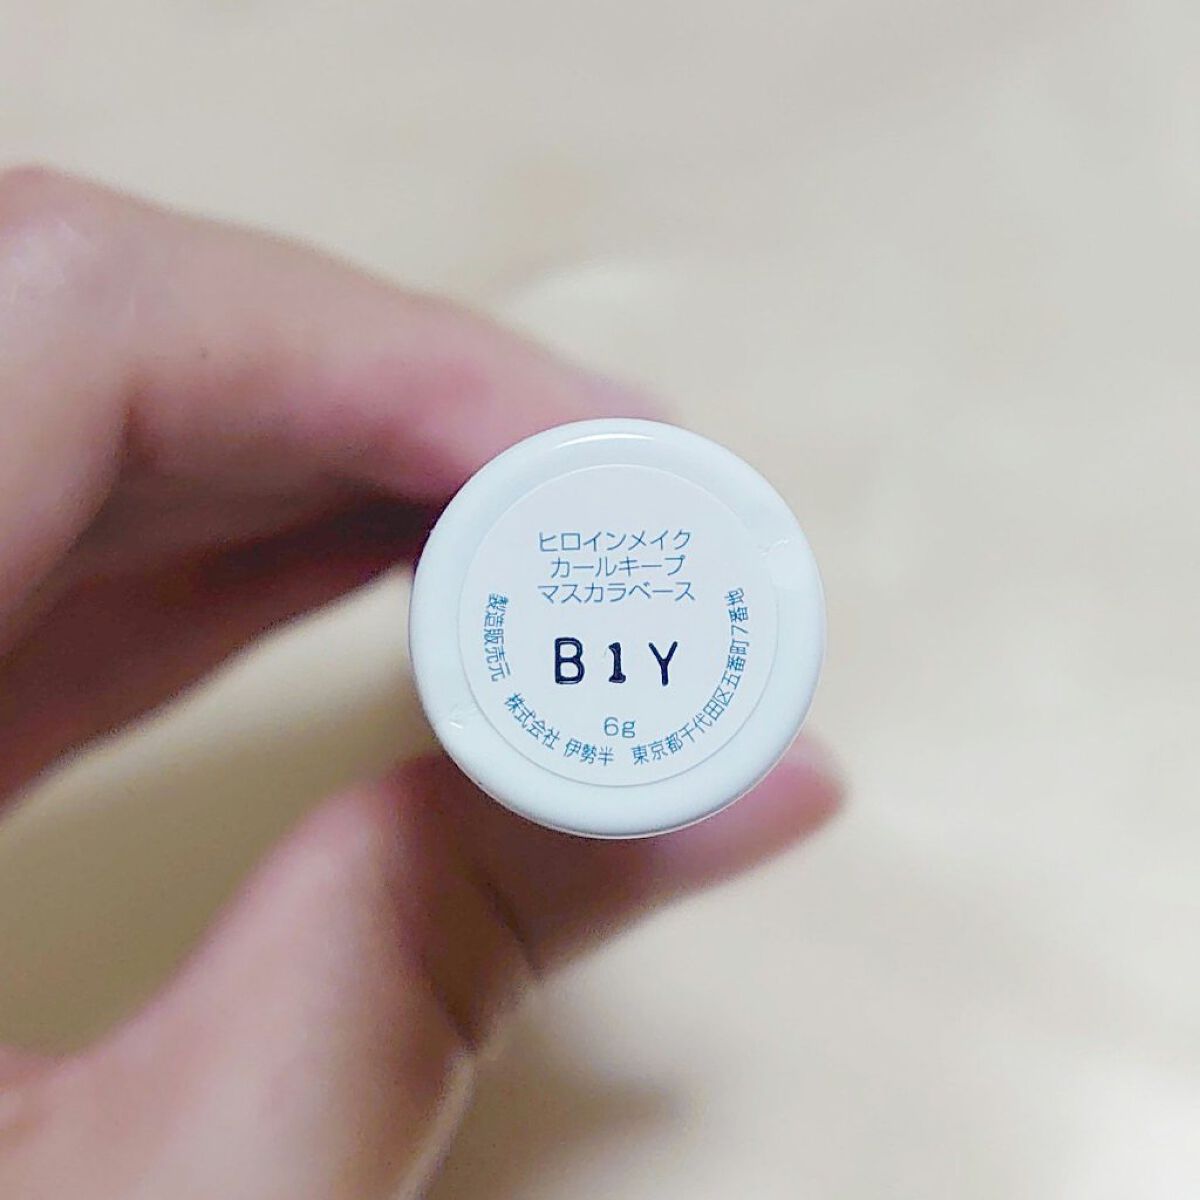 ヒロインメイク
カールキープ
マスカラベース
B1Y
6g
製造販売元 株式会社 伊勢半 東京都千代田区五番町7番地